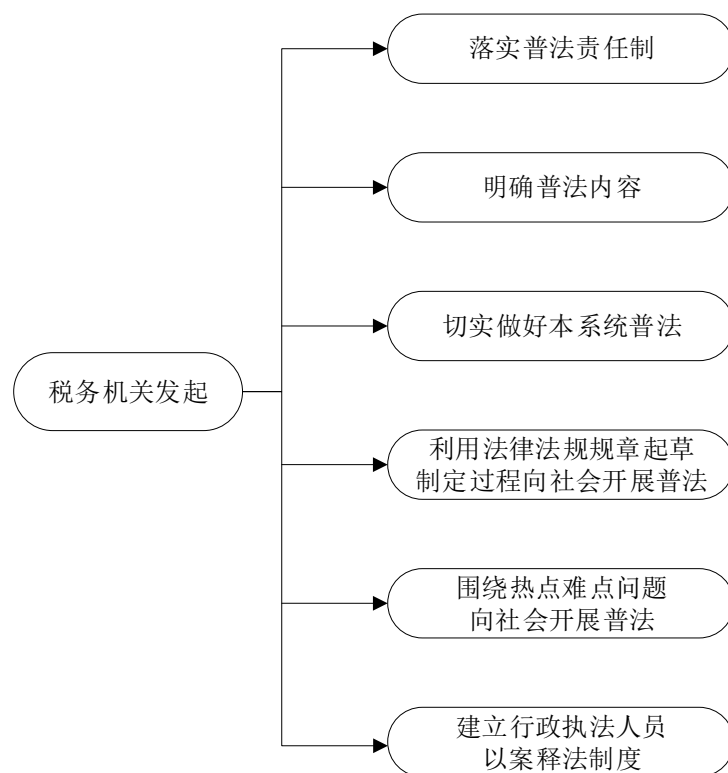 落实普法责任制
明确普法内容
切实做好本系统普法
税务机关发起
利用法律法规规章起草
制定过程向社会开展普法
围绕热点难点问题
向社会开展普法
建立行政执法人员
以案释法制度